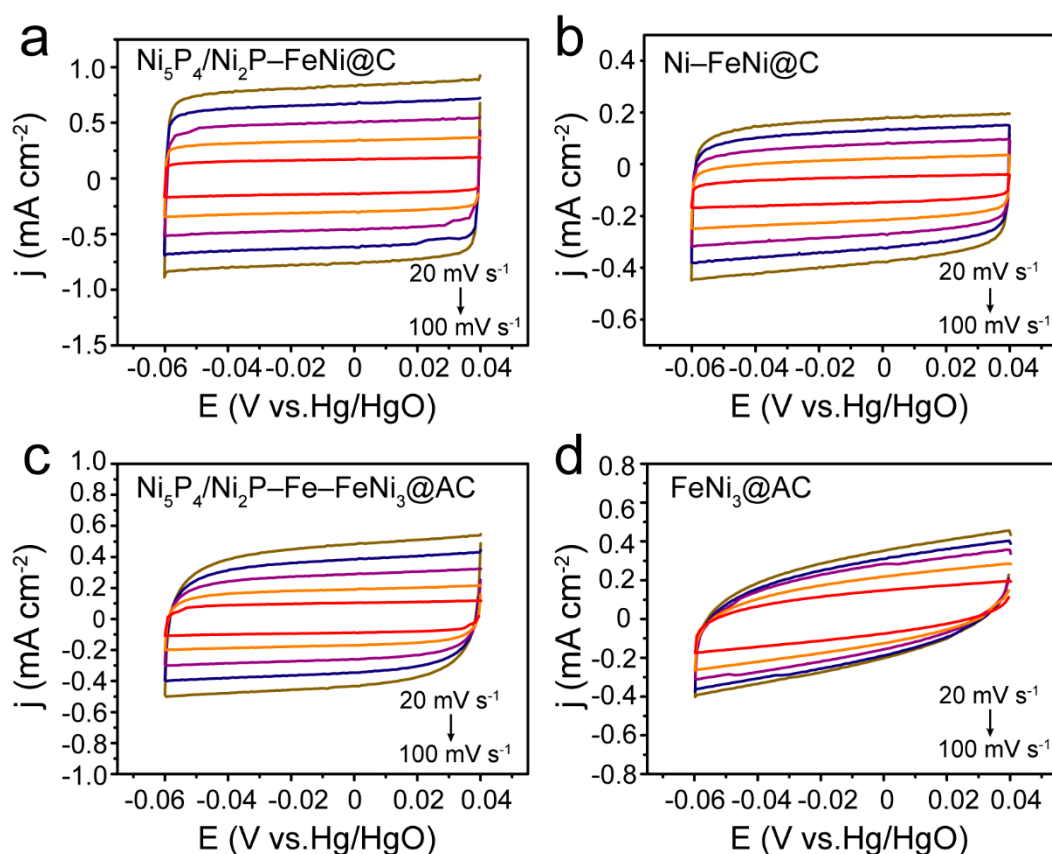 a
Ni₅P₄/Ni₂P–FeNi@C
1.0
0.5
0
-0.5
-1.0
-1.5
j (mA cm⁻²)
20 mV s⁻¹
100 mV s⁻¹
-0.06 -0.04 -0.02 0 0.02 0.04
E (V vs.Hg/HgO)
b
Ni–FeNi@C
0.4
0.2
0
-0.2
-0.4
-0.6
j (mA cm⁻²)
20 mV s⁻¹
100 mV s⁻¹
-0.06 -0.04 -0.02 0 0.02 0.04
E (V vs.Hg/HgO)
c
Ni₅P₄/Ni₂P–Fe–FeNi₃@AC
1.0
0.8
0.6
0.4
0.2
0
-0.2
-0.4
-0.6
-0.8
-1.0
j (mA cm⁻²)
20 mV s⁻¹
100 mV s⁻¹
-0.06 -0.04 -0.02 0 0.02 0.04
E (V vs.Hg/HgO)
d
FeNi₃@AC
0.8
0.6
0.4
0.2
0
-0.2
-0.4
-0.6
-0.8
j (mA cm⁻²)
20 mV s⁻¹
100 mV s⁻¹
-0.06 -0.04 -0.02 0 0.02 0.04
E (V vs.Hg/HgO)